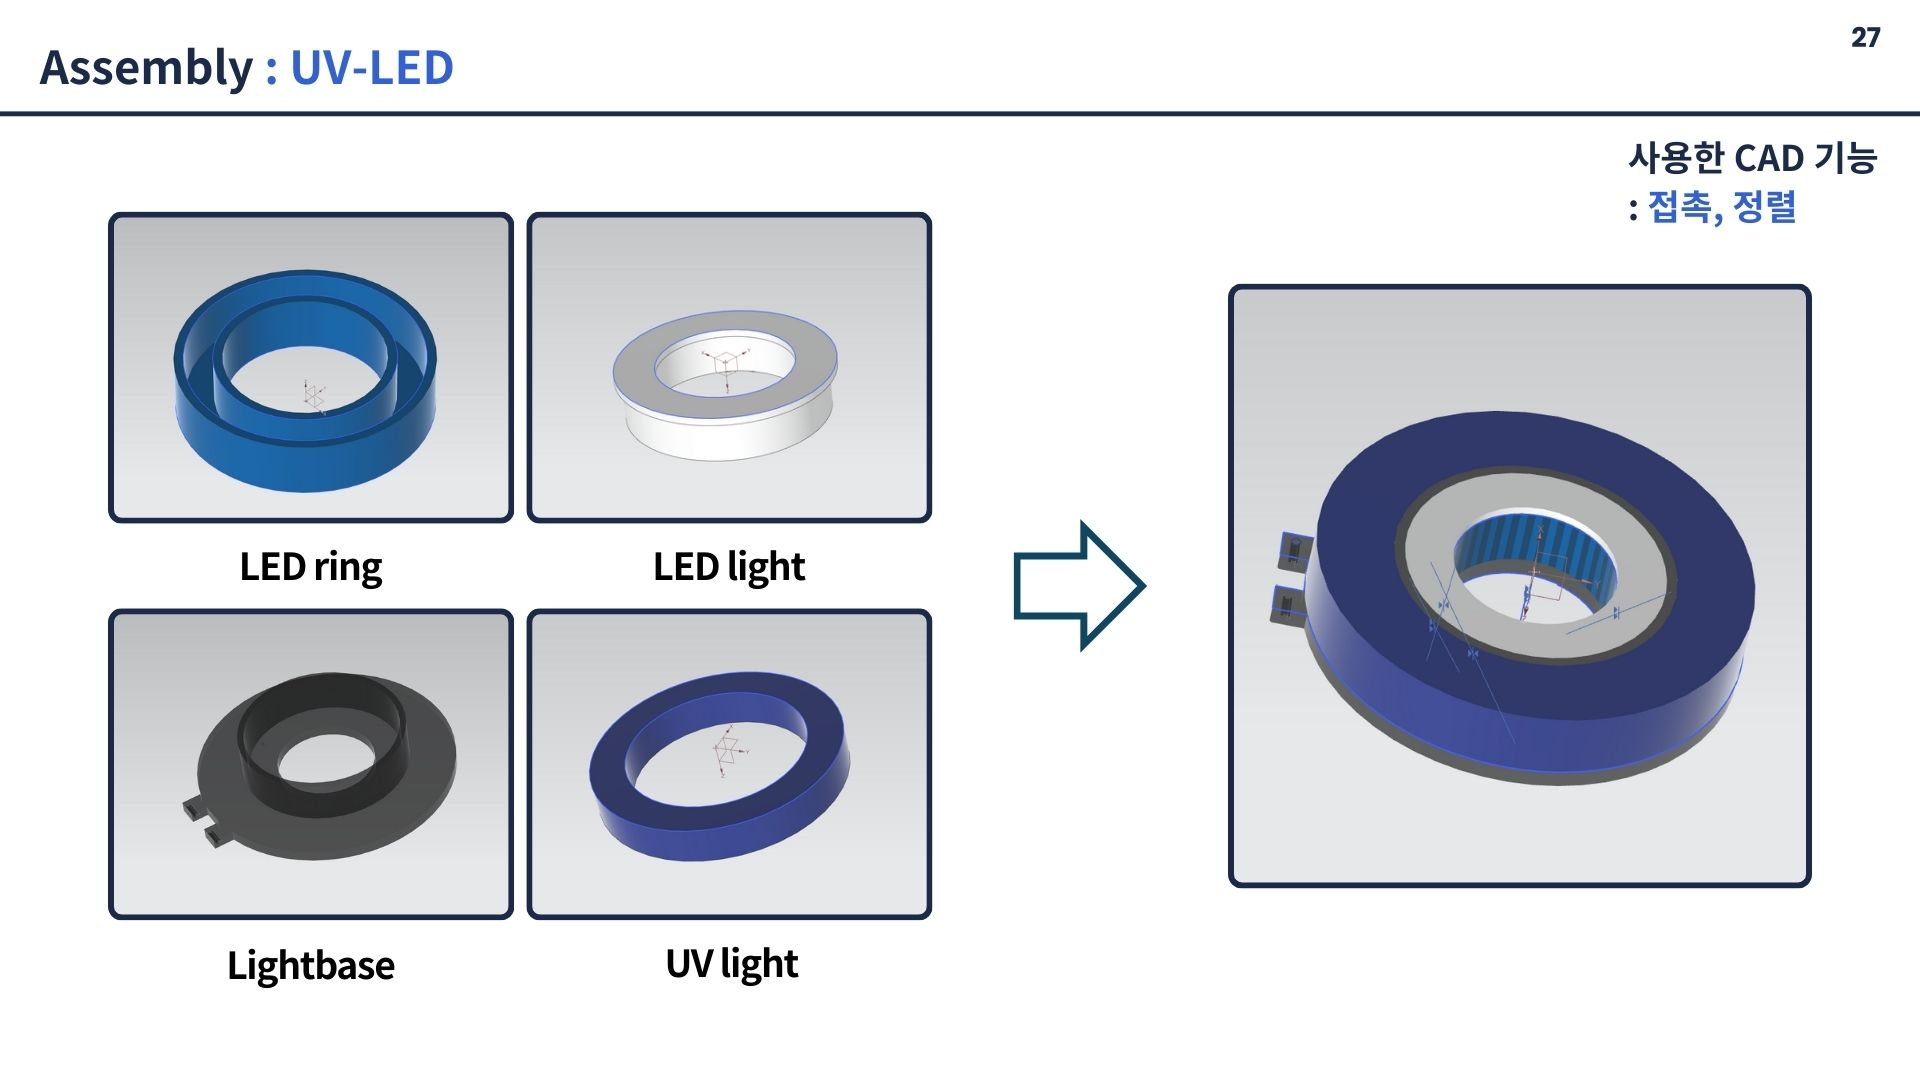 27
Assembly : UV-LED
사용한 CAD 기능
: 접촉, 정렬
LED ring
LED light
Lightbase
UV light